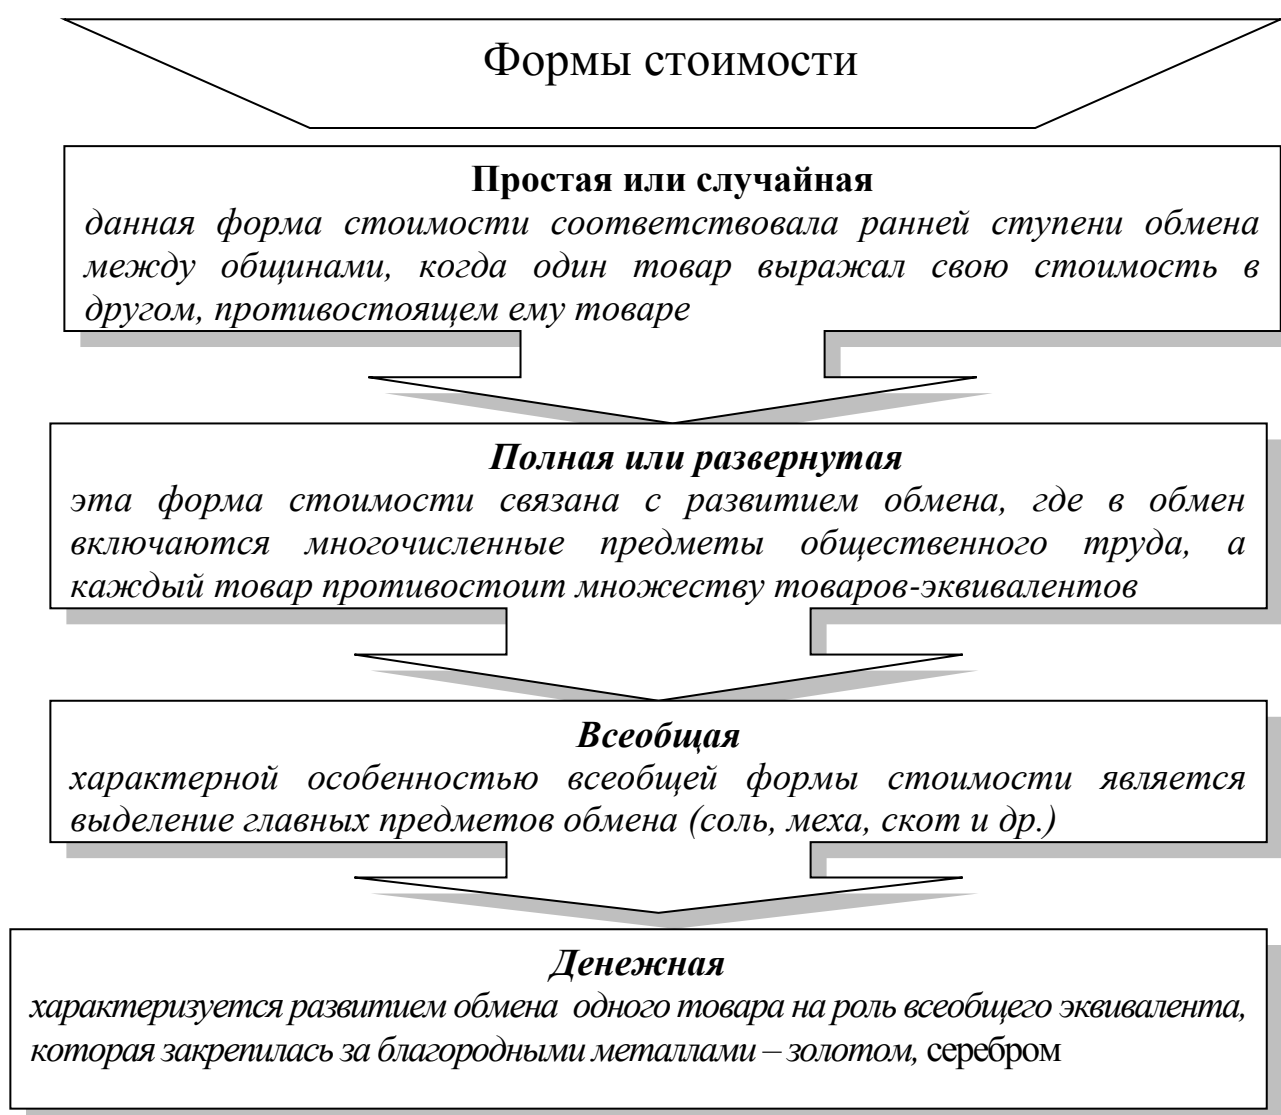 Формы стоимости
Простая или случайная
данная форма стоимости соответствовала ранней ступени обмена
между общинами, когда один товар выражал свою стоимость в
другом, противостоящем ему товаре
Полная или развернутая
эта форма стоимости связана с развитием обмена, где в обмен
включаются многочисленные предметы общественного труда, а
каждый товар противостоит множеству товаров-эквивалентов
Всеобщая
характерной особенностью всеобщей формы стоимости является
выделение главных предметов обмена (соль, меха, скот и др.)
Денежная
характеризуется развитием обмена одного товара на роль всеобщего эквивалента,
которая закрепилась за благородными металлами – золотом, серебром